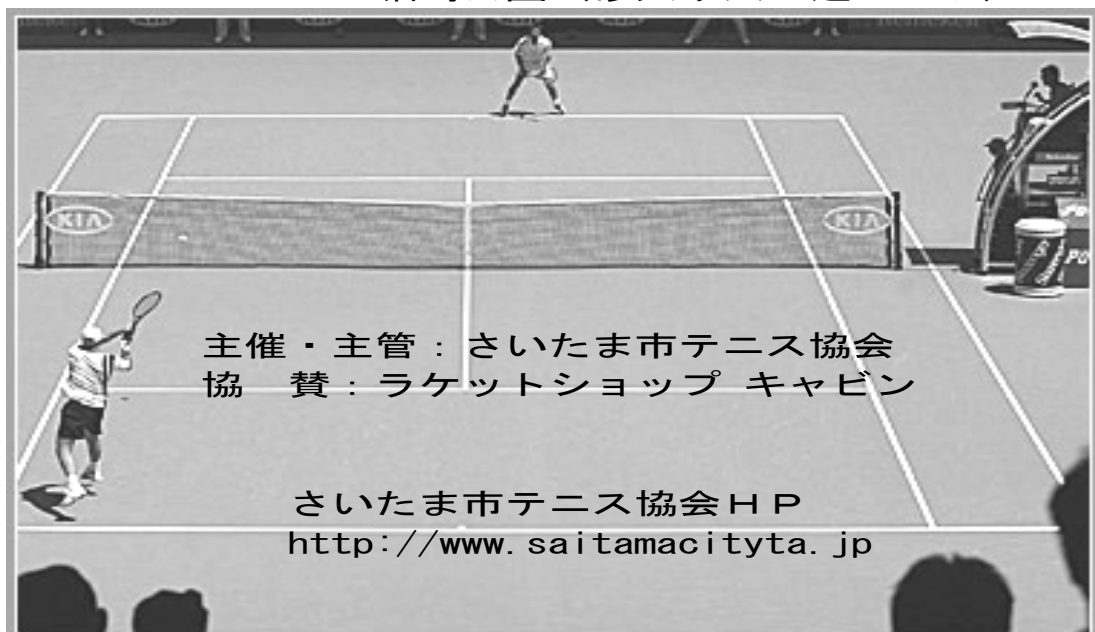 KIA KIA
主催・主管：さいたま市テニス協会
協　賛：ラケットショップ キャビン
さいたま市テニス協会ＨＰ
http://www.saitamacityta.jp